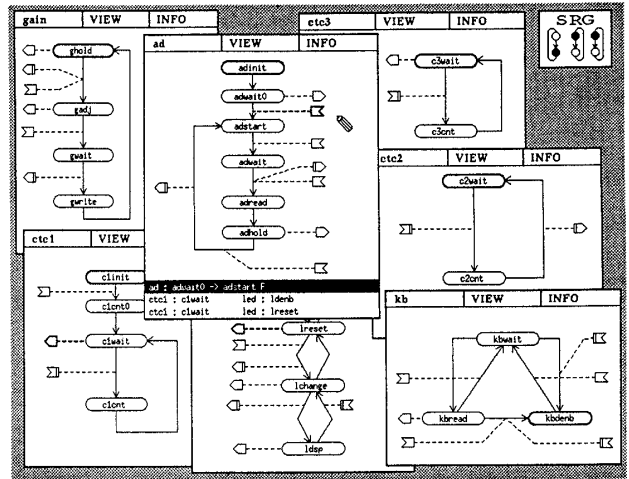 gain VIEW INFO
ghold
gadj
gwait
gwrite
ad VIEW INFO
adinit
adwait0
adstart
adwait
adread
adhold
ad : adwait0 -> adstart F
ctc1 : c1wait led : ldenb
ctc1 : c1wait led : lreset
ctc3 VIEW INFO
c3wait
c3cnt
SRG
ctc2 VIEW INFO
c2wait
c2cnt
ctc1 VIEW
c1init
c1cnt0
c1wait
c1cnt
lreset
lchange
ldsp
kb VIEW INFO
kbwait
kbread
kbdenb